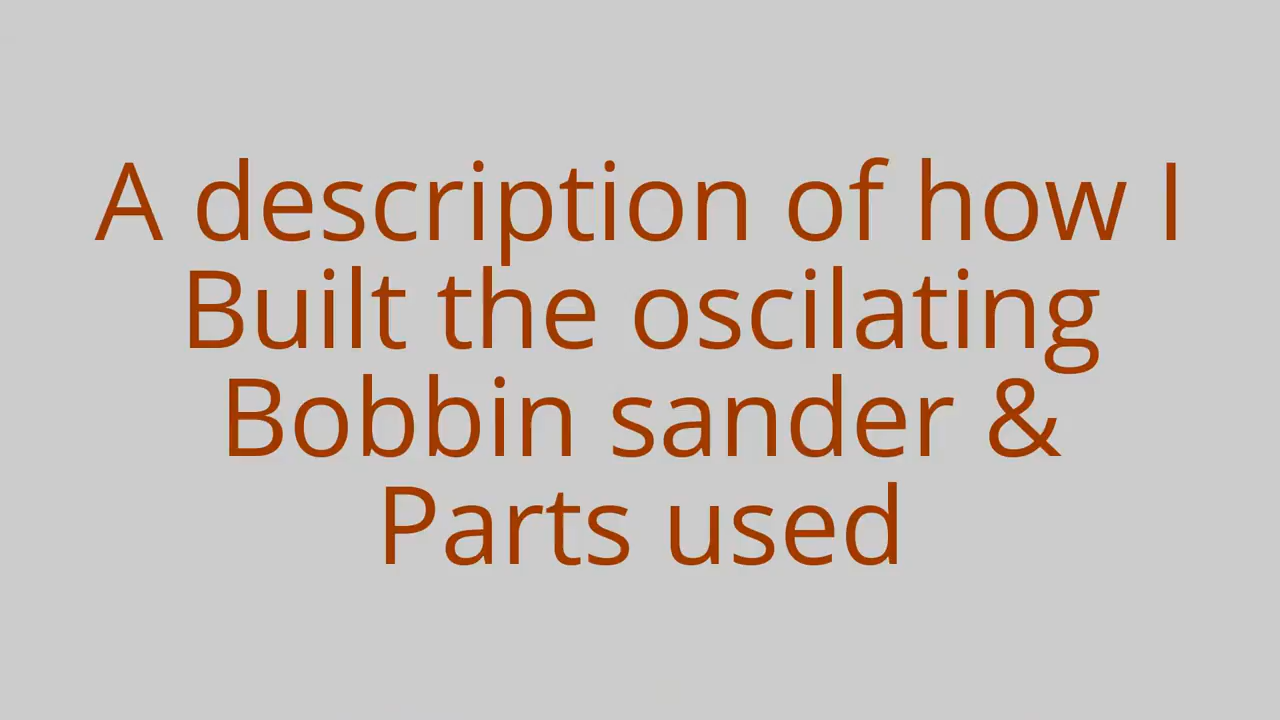 A description of how I
Built the oscilating
Bobbin sander &
Parts used